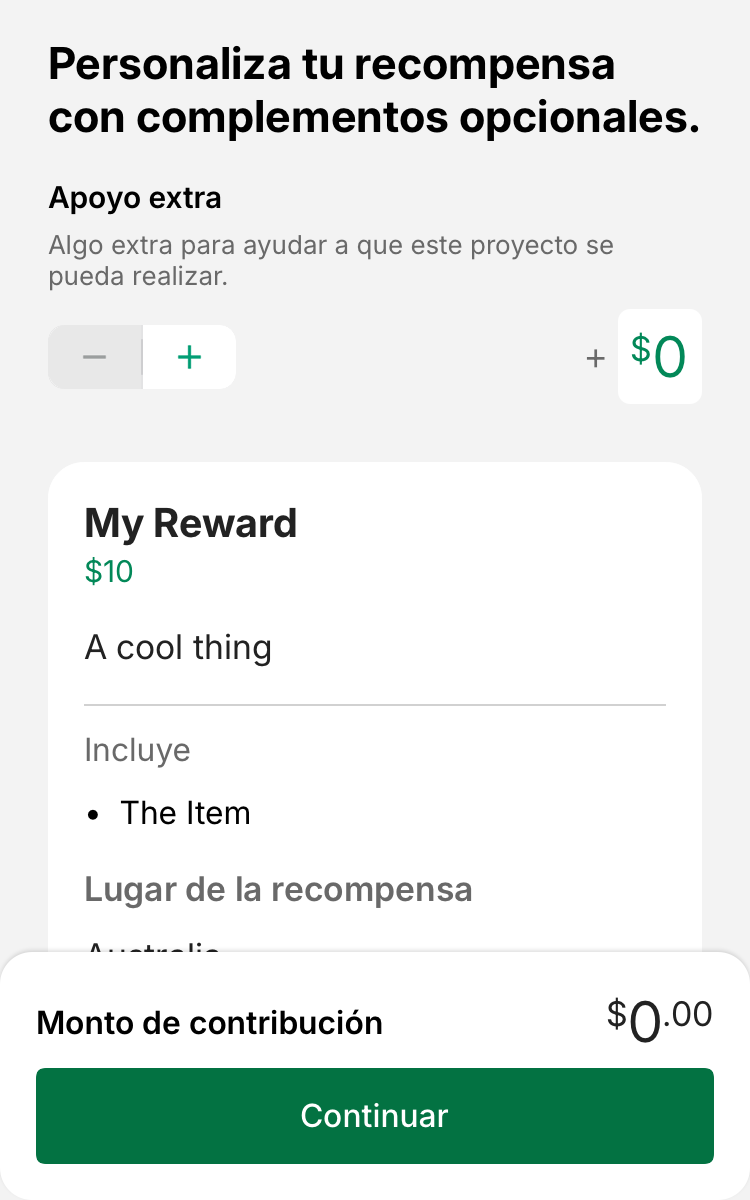 Personaliza tu recompensa
con complementos opcionales.
Apoyo extra
Algo extra para ayudar a que este proyecto se
pueda realizar.
− +
+ $0
My Reward
$10
A cool thing
Incluye
• The Item
Lugar de la recompensa
Monto de contribución
$0.00
Continuar